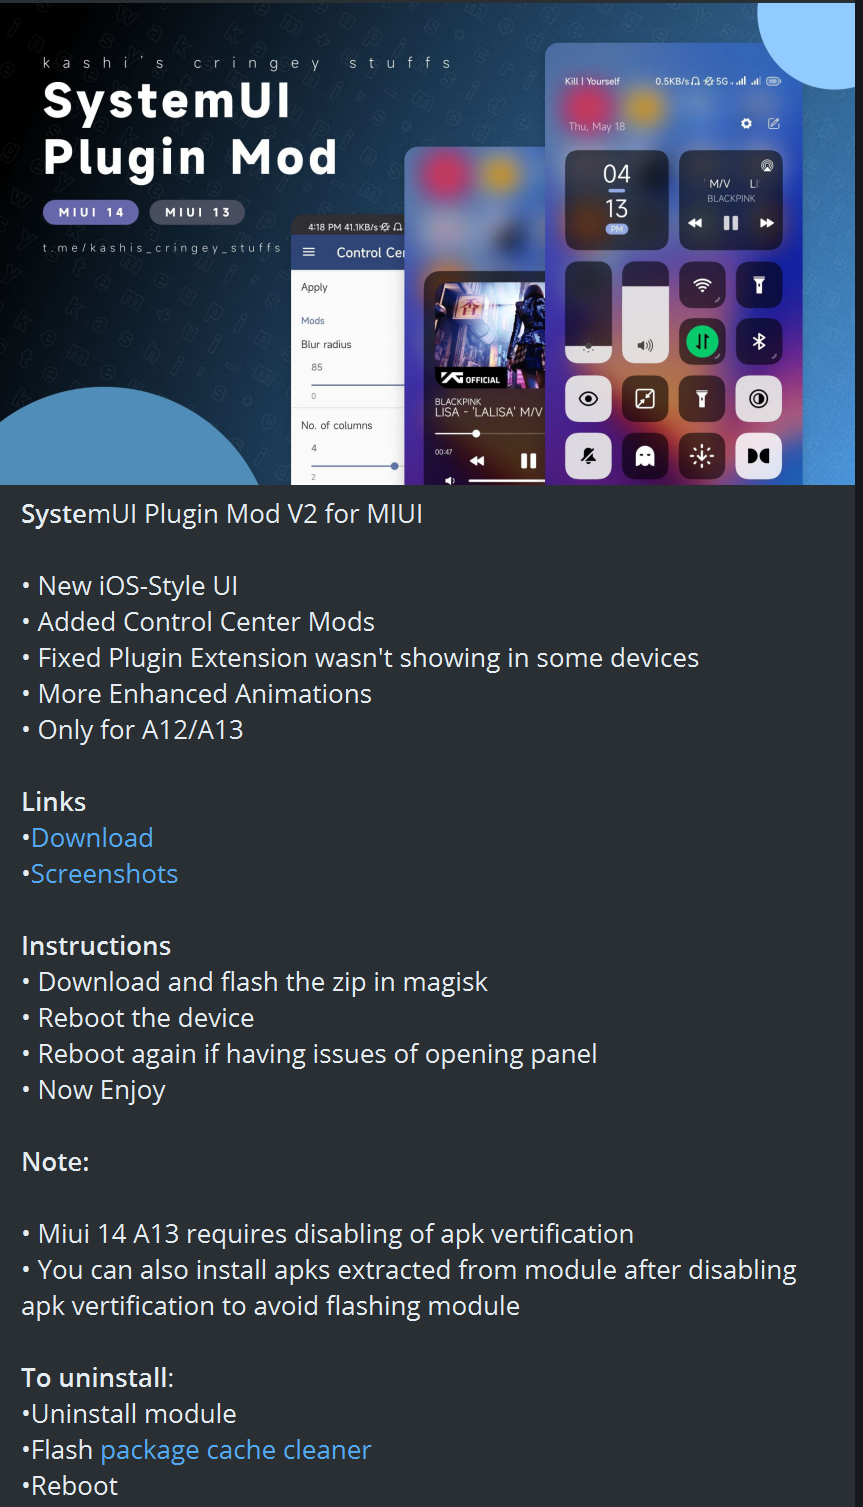 kashi's cringey stuffs
SystemUI
Plugin Mod
MIUI 14 MIUI 13
t.me/kashis_cringey_stuffs
4:18 PM 41.1KB/s
Control Cer
Apply
Mods
Blur radius
85
0
No. of columns
4
2
YG OFFICIAL
BLACKPINK
LISA - 'LALISA' M/V
00:47
Kill | Yourself 0.5KB/s 5G
Thu, May 18
04
13
PM
M/V
BLACKPINK
SystemUI Plugin Mod V2 for MIUI
• New iOS-Style UI
• Added Control Center Mods
• Fixed Plugin Extension wasn't showing in some devices
• More Enhanced Animations
• Only for A12/A13
Links
•Download
•Screenshots
Instructions
• Download and flash the zip in magisk
• Reboot the device
• Reboot again if having issues of opening panel
• Now Enjoy
Note:
• Miui 14 A13 requires disabling of apk vertification
• You can also install apks extracted from module after disabling
apk vertification to avoid flashing module
To uninstall:
•Uninstall module
•Flash package cache cleaner
•Reboot